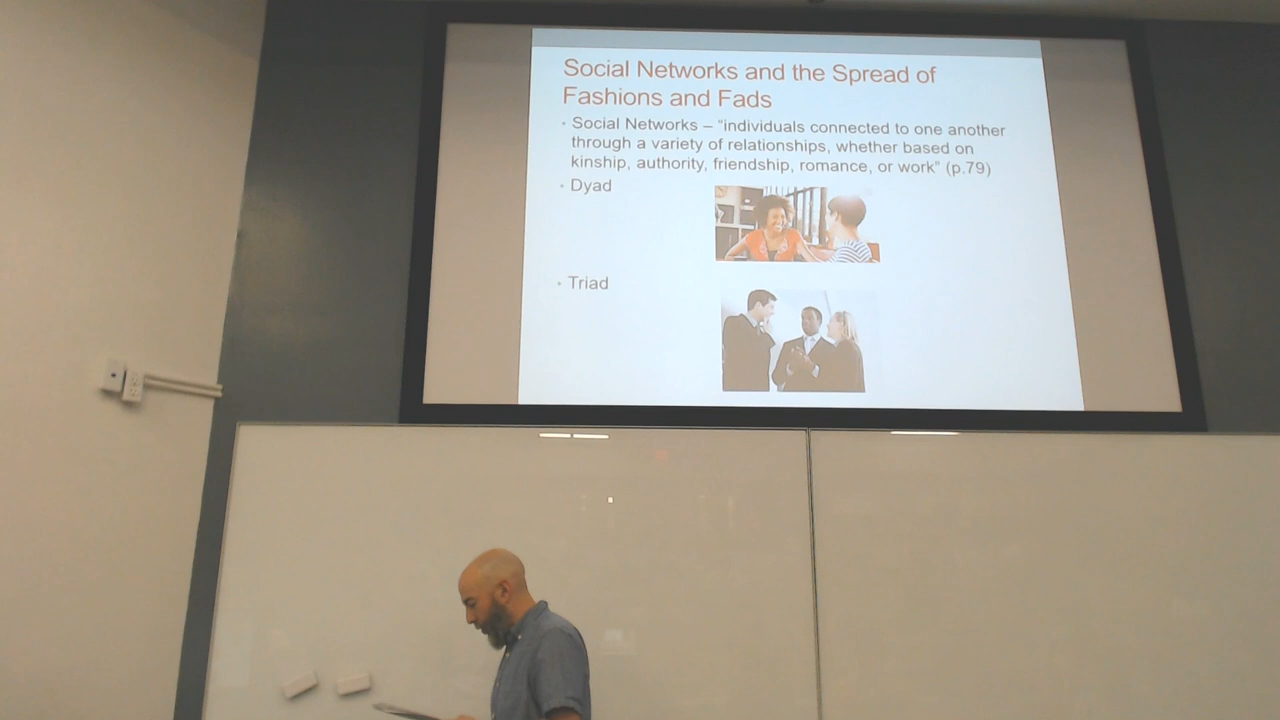 Social Networks and the Spread of
Fashions and Fads
• Social Networks – “individuals connected to one another
through a variety of relationships, whether based on
kinship, authority, friendship, romance, or work” (p.79)
• Dyad
• Triad